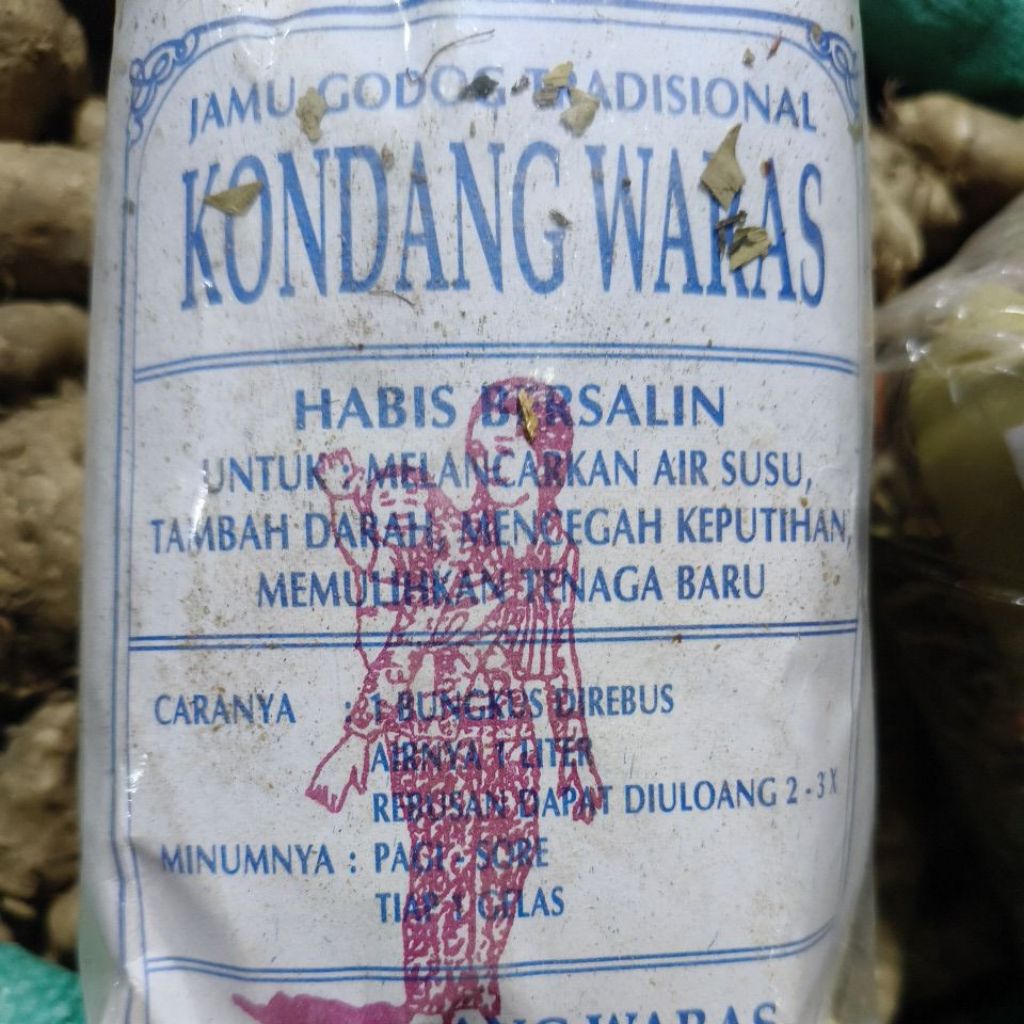 JAMU GODOG TRADISIONAL
KONDANG WARAS
HABIS BERSALIN
UNTUK : MELANCARKAN AIR SUSU,
TAMBAH DARAH, MENCEGAH KEPUTIHAN,
MEMULIHKAN TENAGA BARU
CARANYA : 1 BUNGKUS DIREBUS
AIRNYA 1 LITER
REBUSAN DAPAT DIULOANG 2 - 3 X
MINUMNYA : PAGI - SORE
TIAP 1 GELAS
WARAS